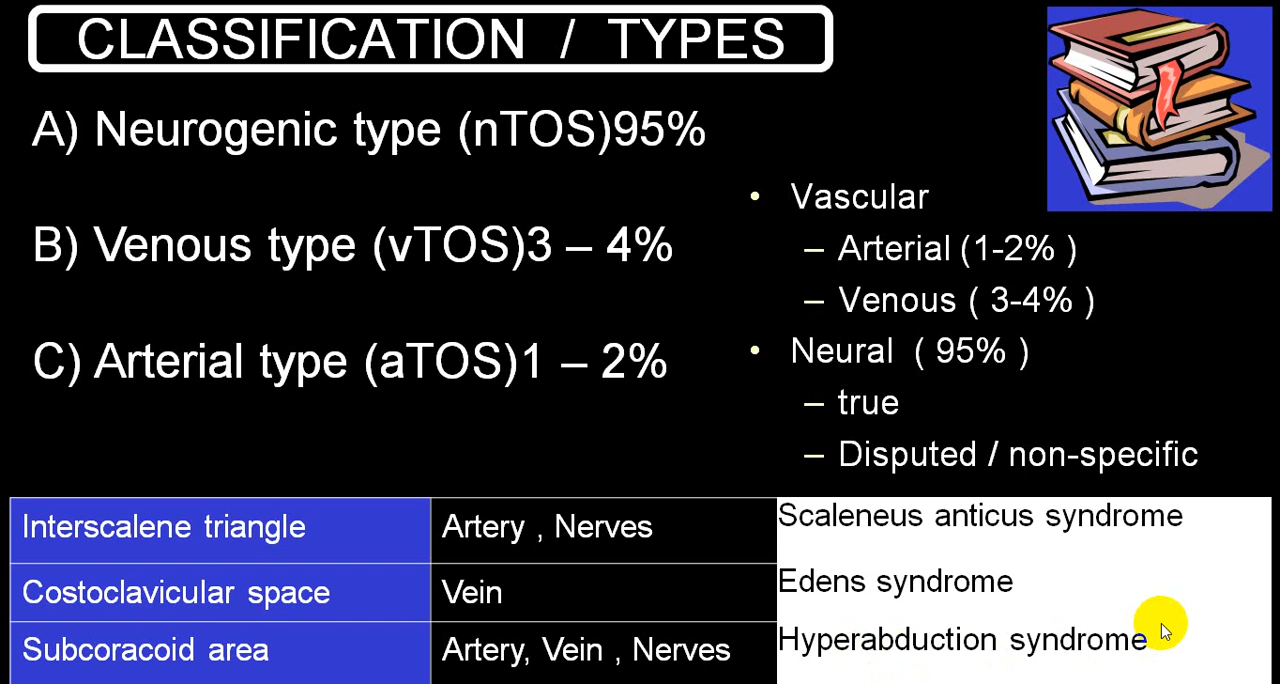 CLASSIFICATION / TYPES
A) Neurogenic type (nTOS)95%
B) Venous type (vTOS)3 – 4%
C) Arterial type (aTOS)1 – 2%
• Vascular
– Arterial (1-2% )
– Venous ( 3-4% )
• Neural ( 95% )
– true
– Disputed / non-specific
Interscalene triangle Artery , Nerves Scaleneus anticus syndrome
Costoclavicular space Vein Edens syndrome
Subcoracoid area Artery, Vein , Nerves Hyperabduction syndrome